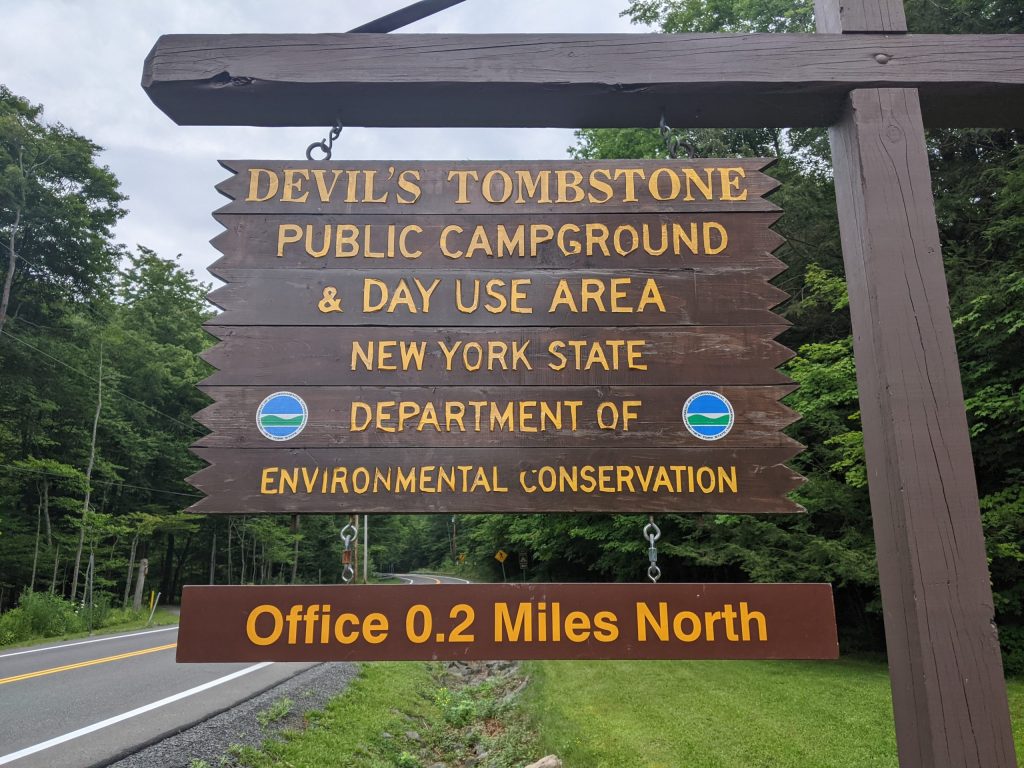 DEVIL'S TOMBSTONE
PUBLIC CAMPGROUND
& DAY USE AREA
NEW YORK STATE
DEPARTMENT OF
ENVIRONMENTAL CONSERVATION
Office 0.2 Miles North